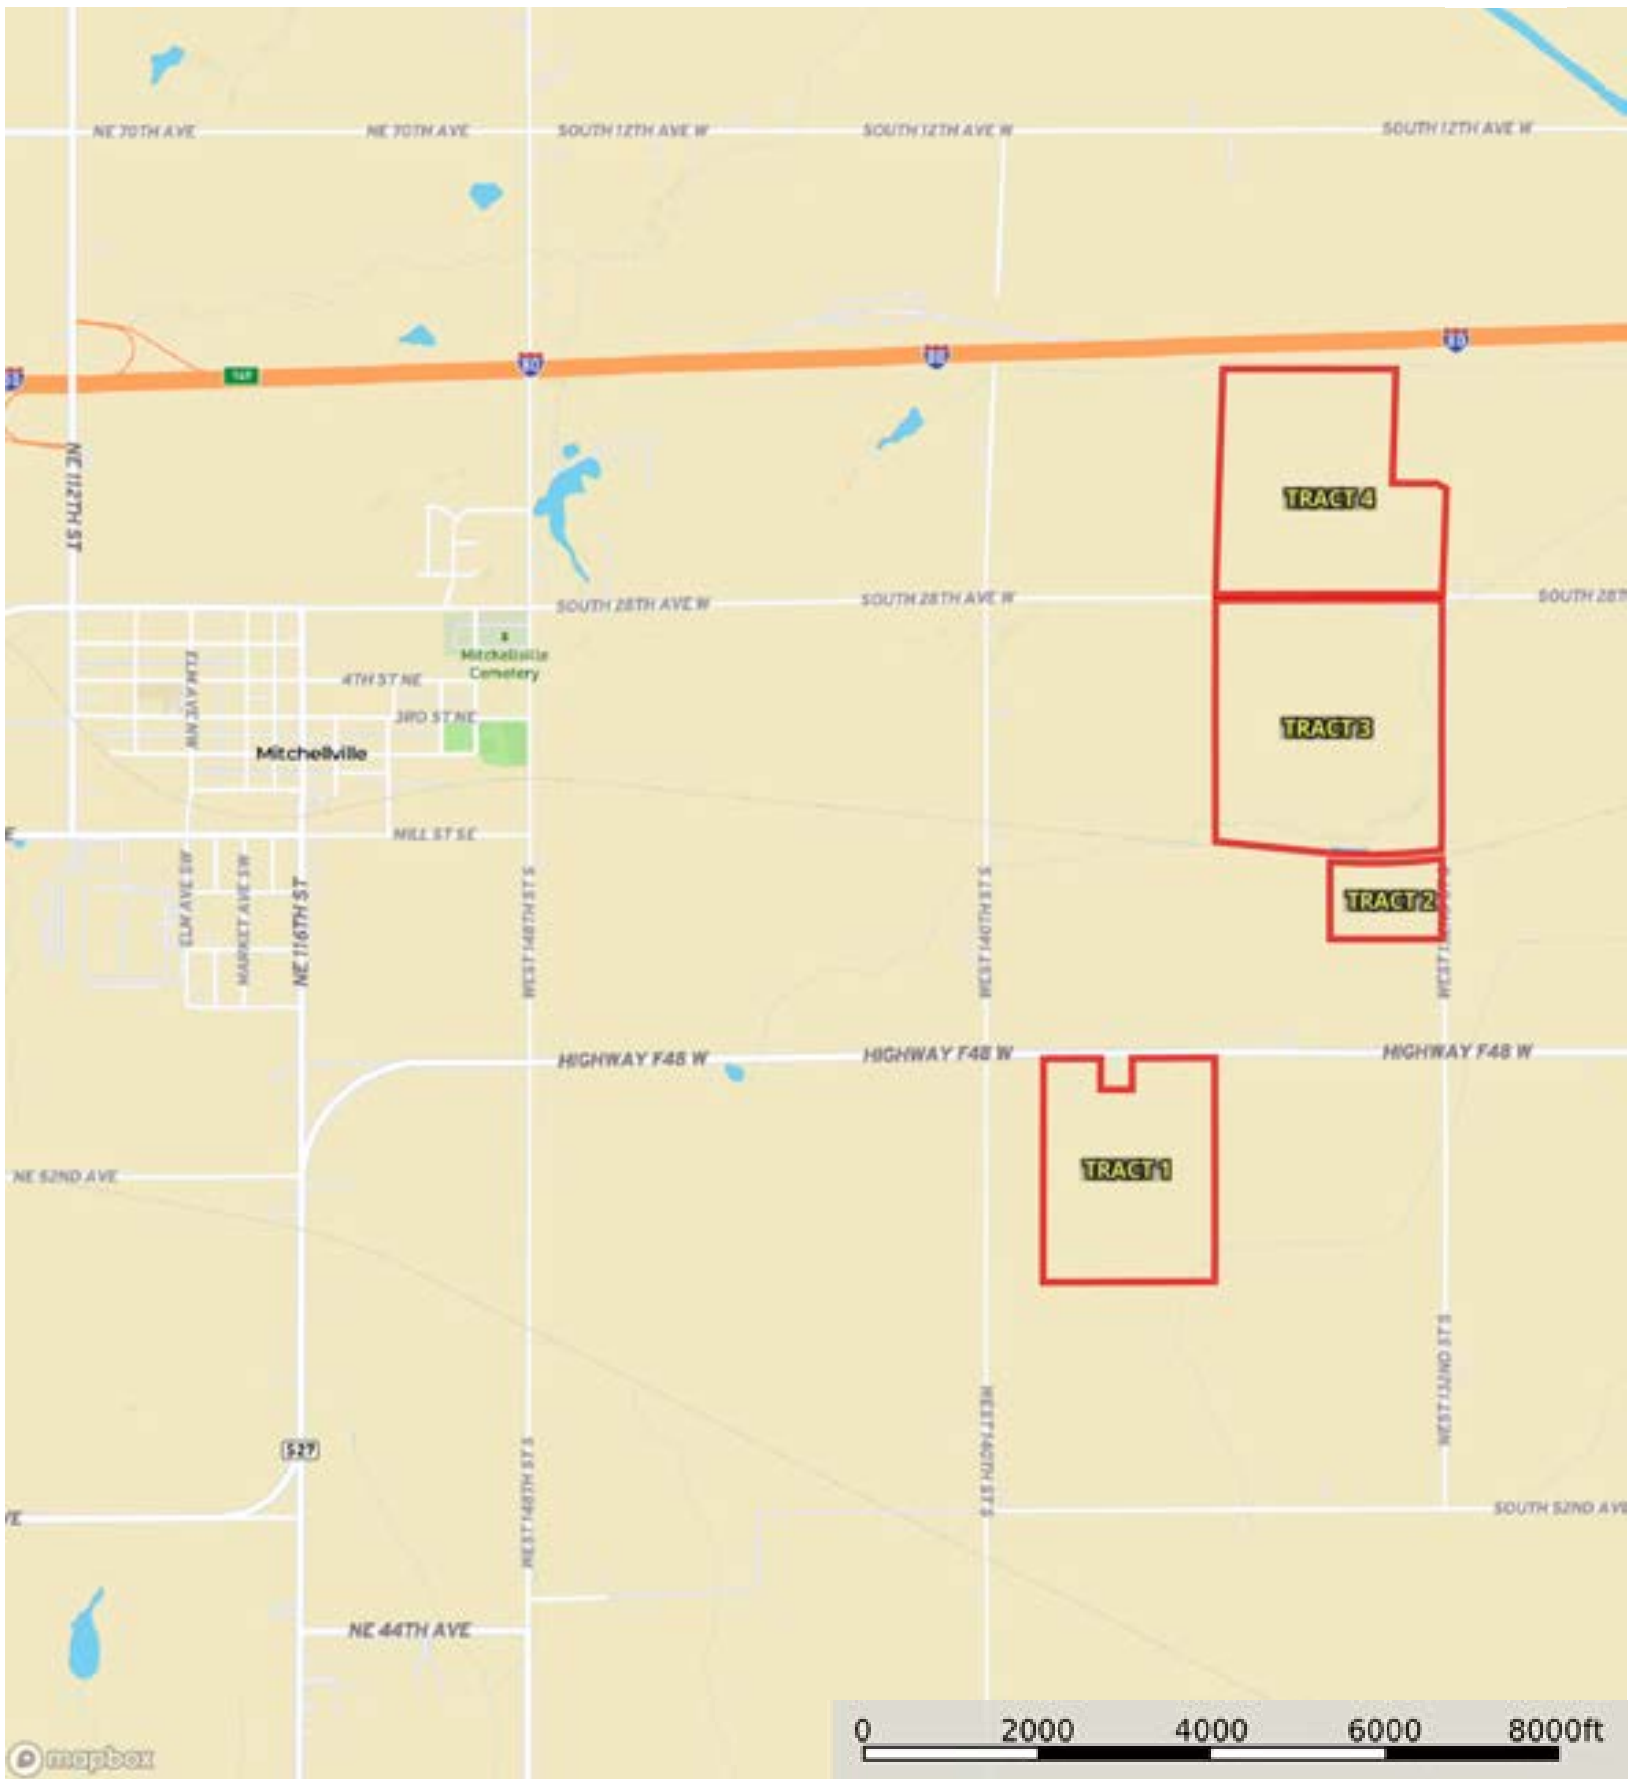 NE 70TH AVE
NE 70TH AVE
SOUTH 12TH AVE W
SOUTH 12TH AVE W
SOUTH 12TH AVE W
80
80
80
NE 112TH ST
TRACT 4
SOUTH 28TH AVE W
SOUTH 28TH AVE W
SOUTH 28T
Mitchellville
Cemetery
ELM AVE NW
4TH ST NE
3RD ST NE
Mitchellville
TRACT 3
E
MILL ST SE
ELM AVE SW
MARKET AVE SW
NE 116TH ST
WEST 148TH ST S
WEST 140TH ST S
TRACT 2
HIGHWAY F48 W
HIGHWAY F48 W
HIGHWAY F48 W
NE 52ND AVE
TRACT 1
WEST 132ND ST S
S27
WEST 148TH ST S
WEST 140TH ST S
VE
SOUTH 52ND AVE
NE 44TH AVE
mapbox
0 2000 4000 6000 8000ft